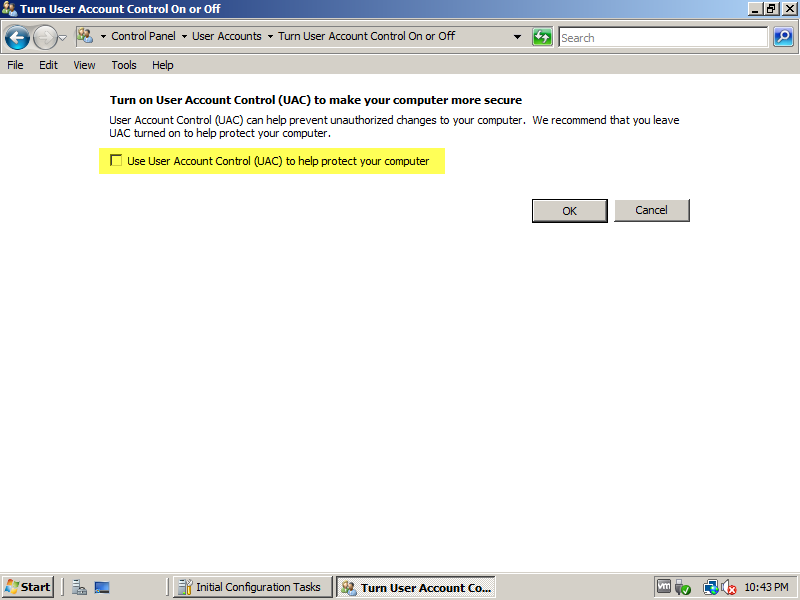 Turn User Account Control On or Off
Control Panel User Accounts Turn User Account Control On or Off Search
File Edit View Tools Help
Turn on User Account Control (UAC) to make your computer more secure
User Account Control (UAC) can help prevent unauthorized changes to your computer. We recommend that you leave
UAC turned on to help protect your computer.
Use User Account Control (UAC) to help protect your computer
OK Cancel
Start Initial Configuration Tasks Turn User Account Co... vm 10:43 PM